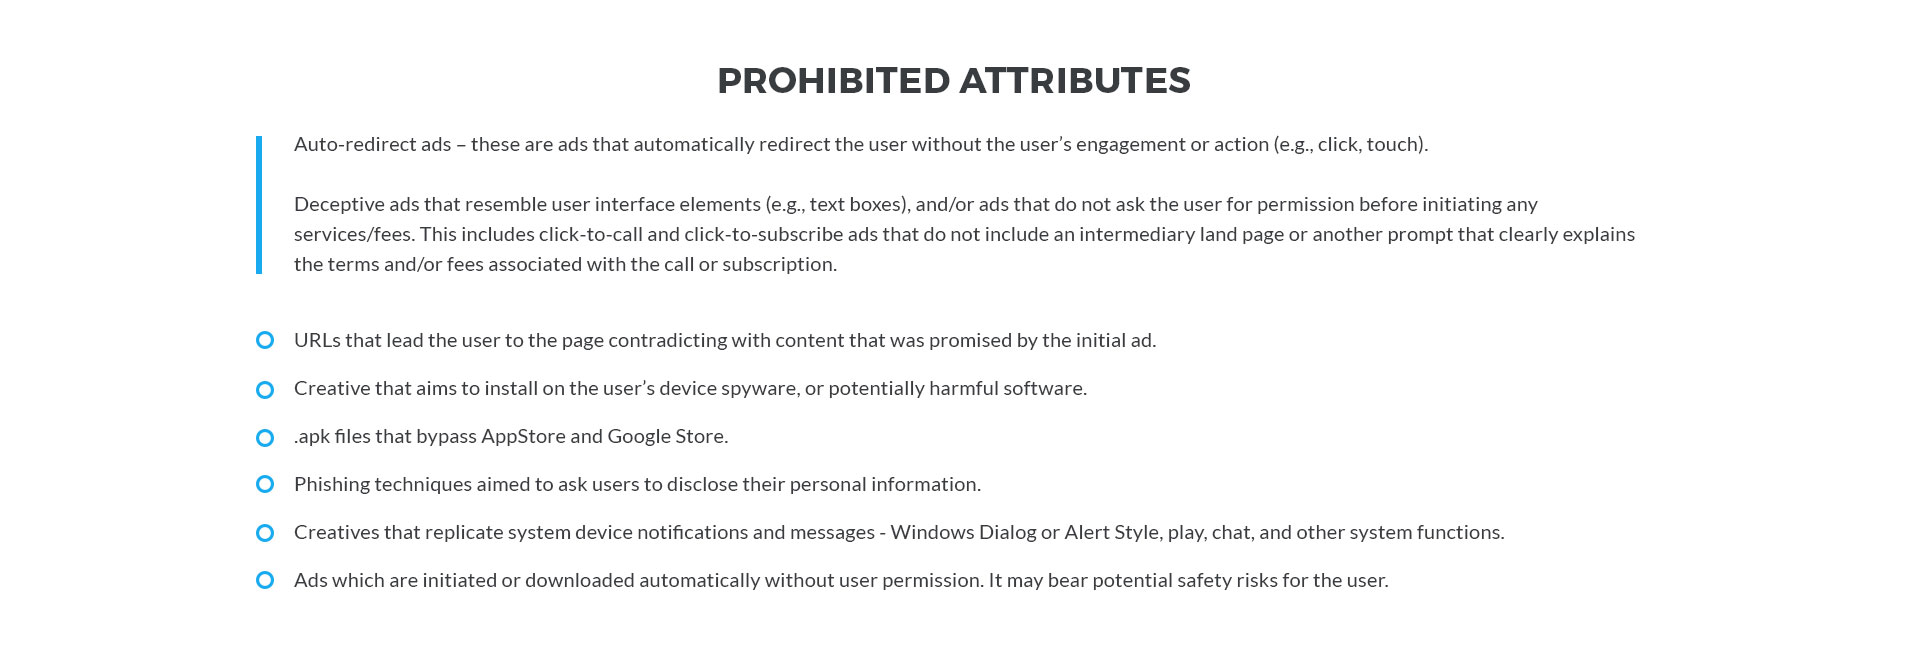 PROHIBITED ATTRIBUTES
Auto-redirect ads – these are ads that automatically redirect the user without the user’s engagement or action (e.g., click, touch).
Deceptive ads that resemble user interface elements (e.g., text boxes), and/or ads that do not ask the user for permission before initiating any
services/fees. This includes click-to-call and click-to-subscribe ads that do not include an intermediary land page or another prompt that clearly explains
the terms and/or fees associated with the call or subscription.
URLs that lead the user to the page contradicting with content that was promised by the initial ad.
Creative that aims to install on the user’s device spyware, or potentially harmful software.
.apk files that bypass AppStore and Google Store.
Phishing techniques aimed to ask users to disclose their personal information.
Creatives that replicate system device notifications and messages - Windows Dialog or Alert Style, play, chat, and other system functions.
Ads which are initiated or downloaded automatically without user permission. It may bear potential safety risks for the user.